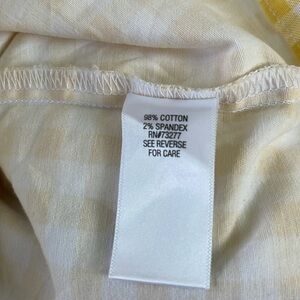 98% COTTON
2% SPANDEX
RN#73277
SEE REVERSE
FOR CARE